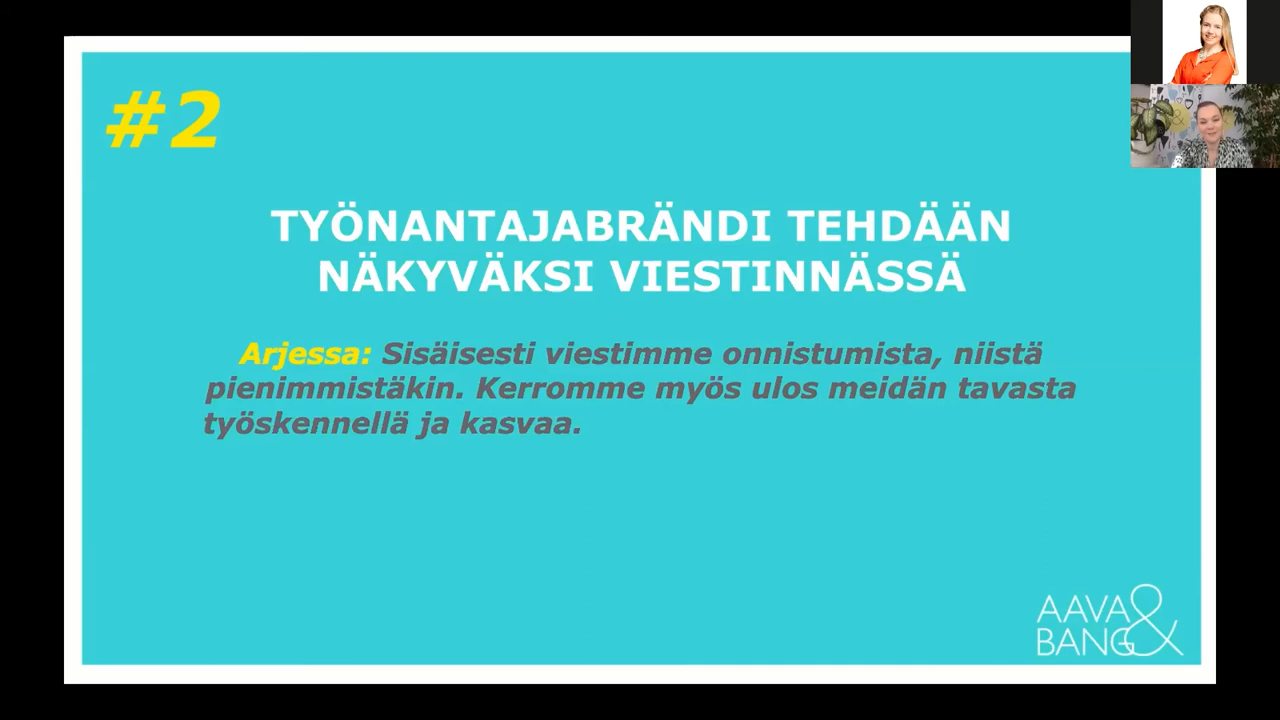 #2
TYÖNANTAJABRÄNDI TEHDÄÄN
NÄKYVÄKSI VIESTINNÄSSÄ
Arjessa: Sisäisesti viestimme onnistumista, niistä
pienimmistäkin. Kerromme myös ulos meidän tavasta
työskennellä ja kasvaa.
AAVA &
BANG